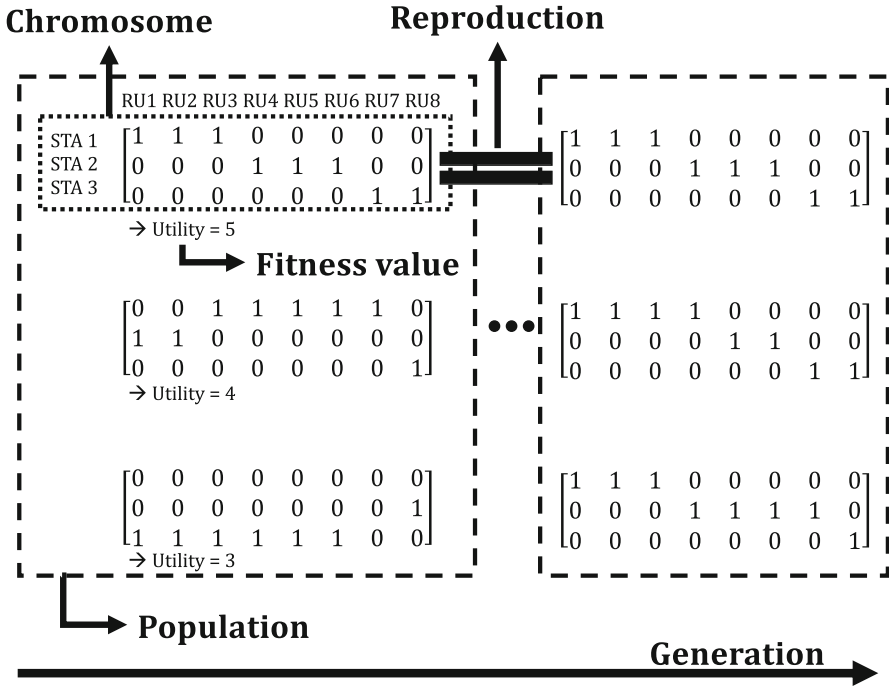 Chromosome
Reproduction
RU1 RU2 RU3 RU4 RU5 RU6 RU7 RU8
STA 1 [1 1 1 0 0 0 0 0]
STA 2 [0 0 0 1 1 1 0 0]
STA 3 [0 0 0 0 0 0 1 1]
→ Utility = 5
Fitness value
[0 0 1 1 1 1 1 0]
[1 1 0 0 0 0 0 0]
[0 0 0 0 0 0 0 1]
→ Utility = 4
[0 0 0 0 0 0 0 0]
[0 0 0 0 0 0 0 1]
[1 1 1 1 1 1 0 0]
→ Utility = 3
•••
[1 1 1 0 0 0 0 0]
[0 0 0 1 1 1 0 0]
[0 0 0 0 0 0 1 1]
[1 1 1 1 0 0 0 0]
[0 0 0 0 1 1 0 0]
[0 0 0 0 0 0 1 1]
[1 1 1 0 0 0 0 0]
[0 0 0 1 1 1 1 0]
[0 0 0 0 0 0 0 1]
Population
Generation